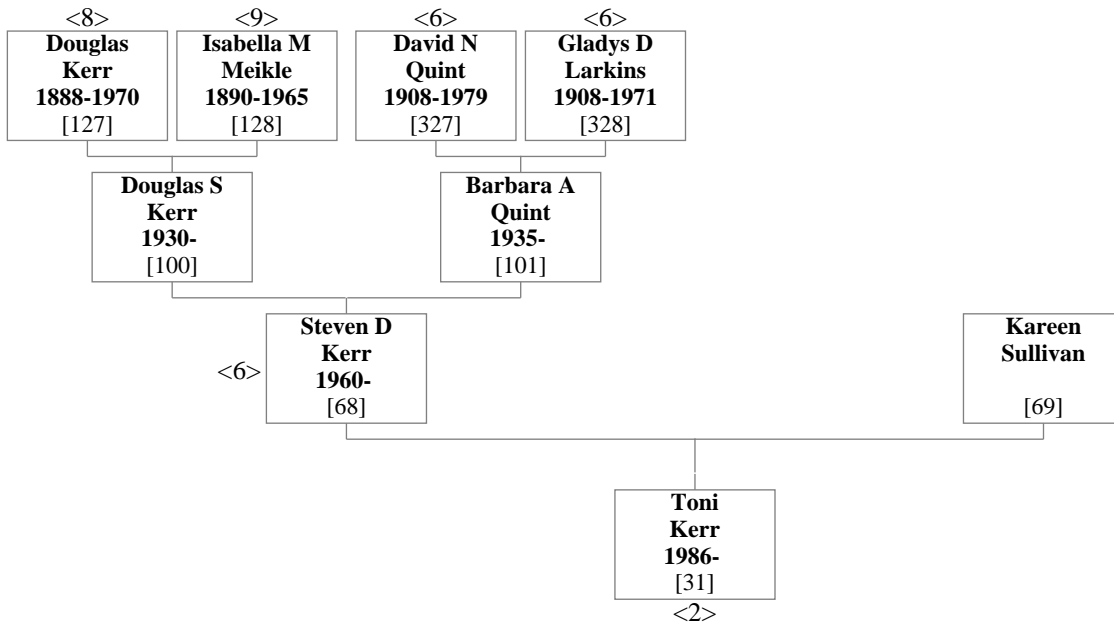 <8>
Douglas
Kerr
1888-1970
[127]
<9>
Isabella M
Meikle
1890-1965
[128]
<6>
David N
Quint
1908-1979
[327]
<6>
Gladys D
Larkins
1908-1971
[328]
Douglas S
Kerr
1930-
[100]
Barbara A
Quint
1935-
[101]
<6>
Steven D
Kerr
1960-
[68]
Kareen
Sullivan
[69]
Toni
Kerr
1986-
[31]
<2>